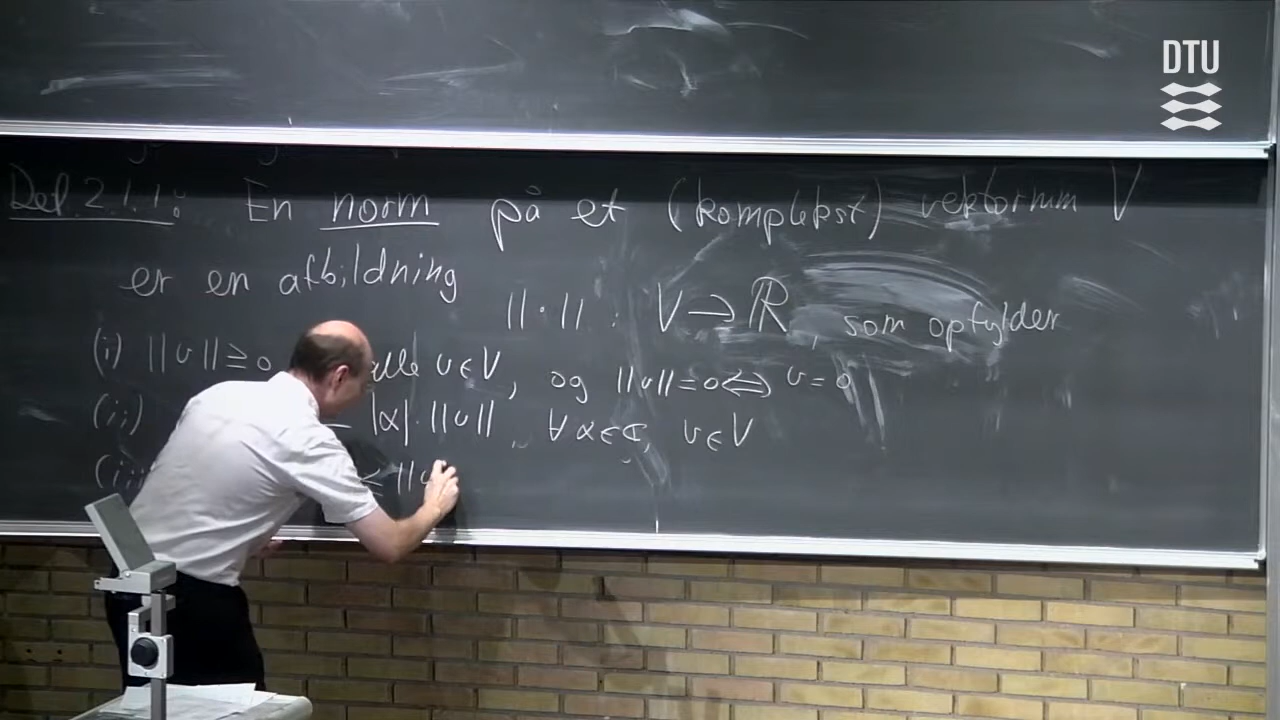 DTU
Def 2.1.1: En norm på et (komplekst) vektorrum V
er en afbildning
||·|| : V → ℝ, som opfylder
(i) ||v|| ≥ 0 alle v ∈ V, og ||v|| = 0 ⇔ v = 0
(ii) = |α|·||v||, ∀ α ∈ ℂ, v ∈ V
(iii ≤ ||v